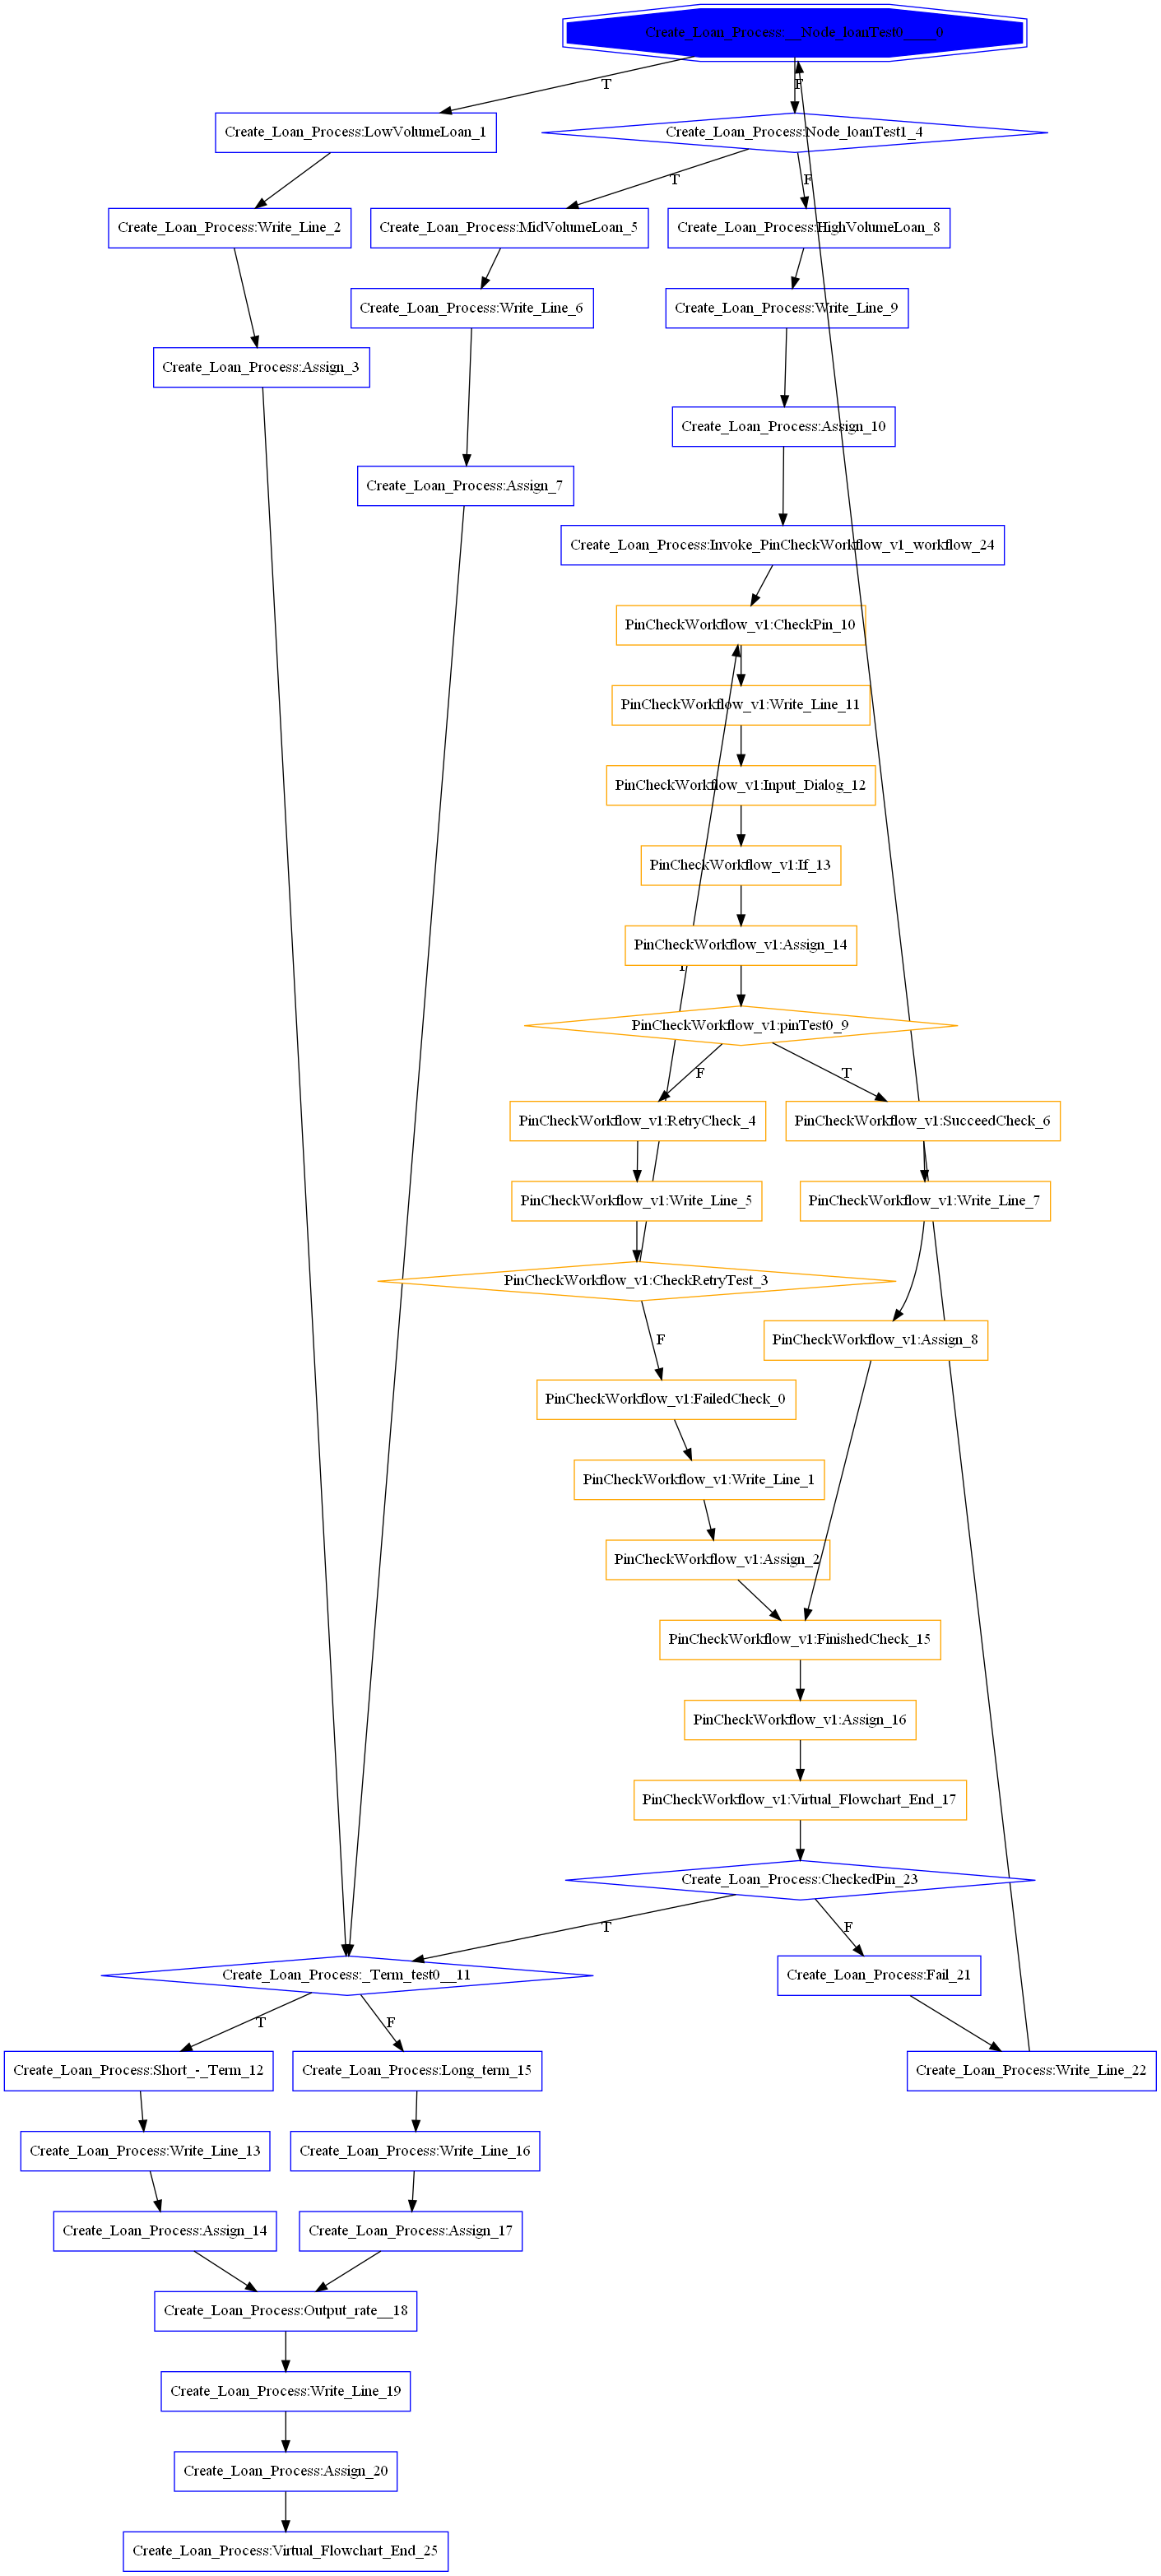 Create_Loan_Process:__Node_loanTest0____0
T
F
Create_Loan_Process:LowVolumeLoan_1
Create_Loan_Process:Node_loanTest1_4
T
F
Create_Loan_Process:Write_Line_2
Create_Loan_Process:MidVolumeLoan_5
Create_Loan_Process:HighVolumeLoan_8
Create_Loan_Process:Write_Line_6
Create_Loan_Process:Write_Line_9
Create_Loan_Process:Assign_3
Create_Loan_Process:Assign_10
Create_Loan_Process:Assign_7
Create_Loan_Process:Invoke_PinCheckWorkflow_v1_workflow_24
PinCheckWorkflow_v1:CheckPin_10
PinCheckWorkflow_v1:Write_Line_11
PinCheckWorkflow_v1:Input_Dialog_12
PinCheckWorkflow_v1:If_13
PinCheckWorkflow_v1:Assign_14
T
PinCheckWorkflow_v1:pinTest0_9
F
T
PinCheckWorkflow_v1:RetryCheck_4
PinCheckWorkflow_v1:SucceedCheck_6
PinCheckWorkflow_v1:Write_Line_5
PinCheckWorkflow_v1:Write_Line_7
PinCheckWorkflow_v1:CheckRetryTest_3
F
PinCheckWorkflow_v1:Assign_8
PinCheckWorkflow_v1:FailedCheck_0
PinCheckWorkflow_v1:Write_Line_1
PinCheckWorkflow_v1:Assign_2
PinCheckWorkflow_v1:FinishedCheck_15
PinCheckWorkflow_v1:Assign_16
PinCheckWorkflow_v1:Virtual_Flowchart_End_17
Create_Loan_Process:CheckedPin_23
T
F
Create_Loan_Process:_Term_test0__11
Create_Loan_Process:Fail_21
T
F
Create_Loan_Process:Short_-_Term_12
Create_Loan_Process:Long_term_15
Create_Loan_Process:Write_Line_22
Create_Loan_Process:Write_Line_13
Create_Loan_Process:Write_Line_16
Create_Loan_Process:Assign_14
Create_Loan_Process:Assign_17
Create_Loan_Process:Output_rate__18
Create_Loan_Process:Write_Line_19
Create_Loan_Process:Assign_20
Create_Loan_Process:Virtual_Flowchart_End_25